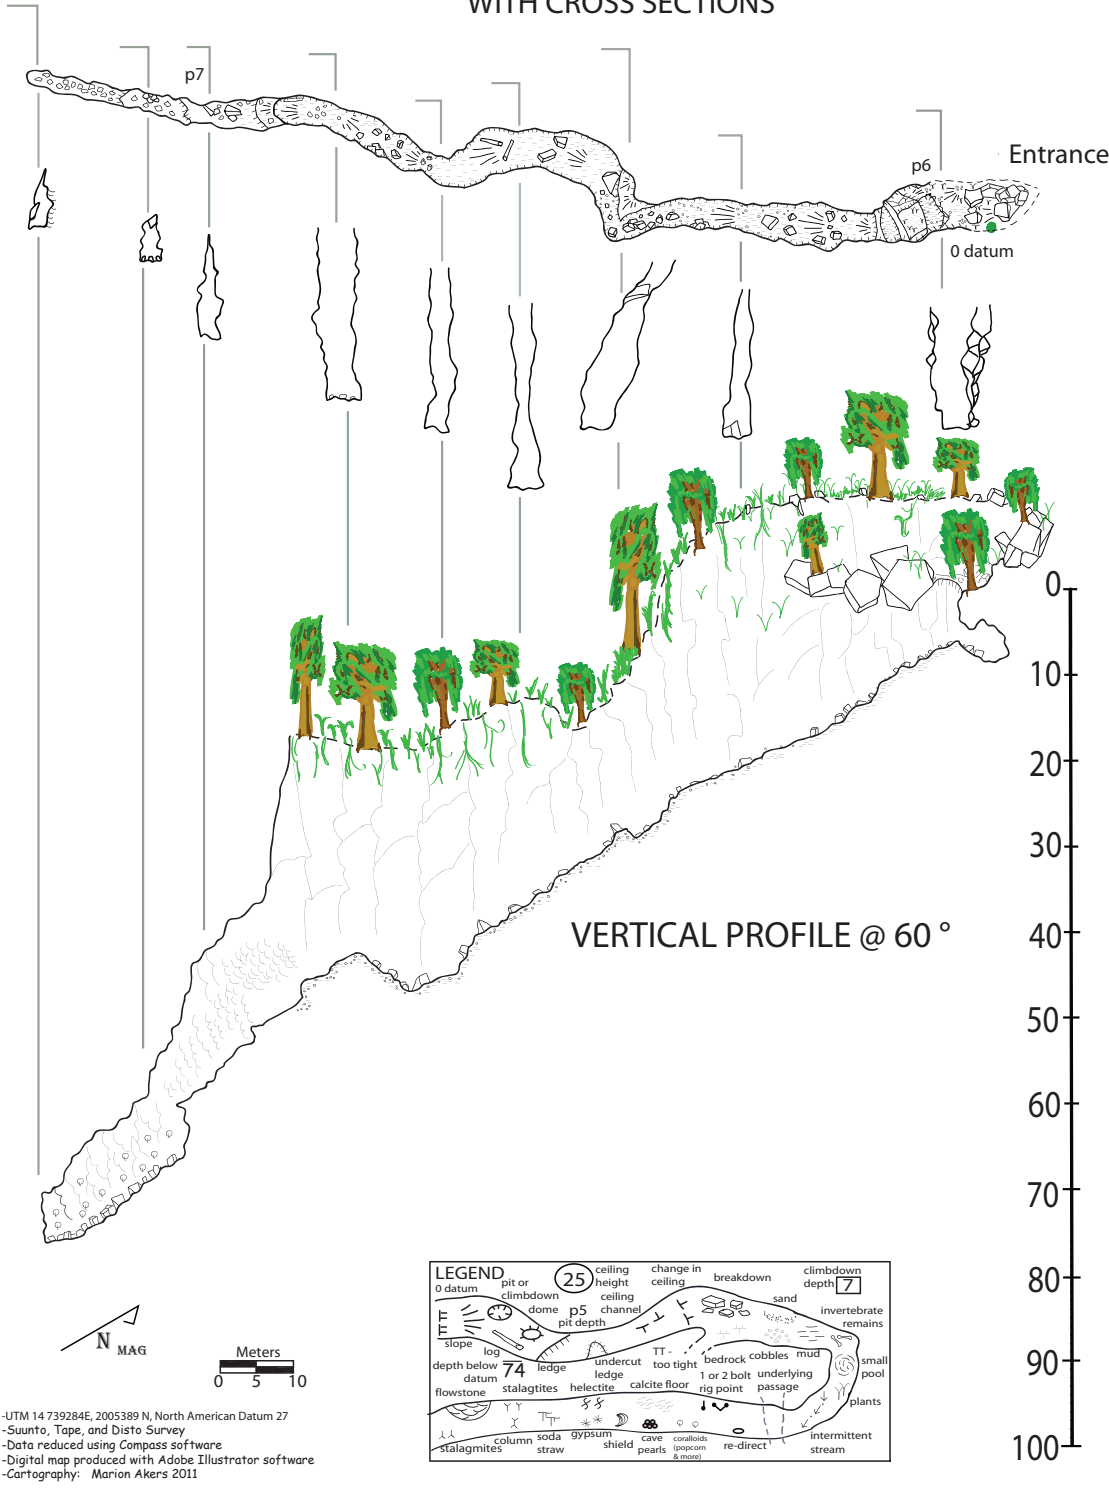 WITH CROSS SECTIONS
p7
Entrance
p6
0 datum
0
10
20
30
VERTICAL PROFILE @ 60 °
40
50
60
70
80
90
100
LEGEND
0 datum
pit or
climbdown
dome
25
ceiling
height
ceiling
channel
p5
pit depth
change in
ceiling
breakdown
climbdown
depth 7
sand
invertebrate
remains
slope
log
ledge
undercut
ledge
TT -
too tight
bedrock
cobbles
mud
small
pool
depth below
datum
74
flowstone
stalagtites
helectite
calcite floor
1 or 2 bolt
rig point
underlying
passage
plants
stalagmites
column
soda
straw
gypsum
shield
cave
pearls
coralloids
(popcorn
& more)
re-direct
intermittent
stream
N MAG
Meters
0 5 10
-UTM 14 739284E, 2005389 N, North American Datum 27
-Suunto, Tape, and Disto Survey
-Data reduced using Compass software
-Digital map produced with Adobe Illustrator software
-Cartography: Marion Akers 2011